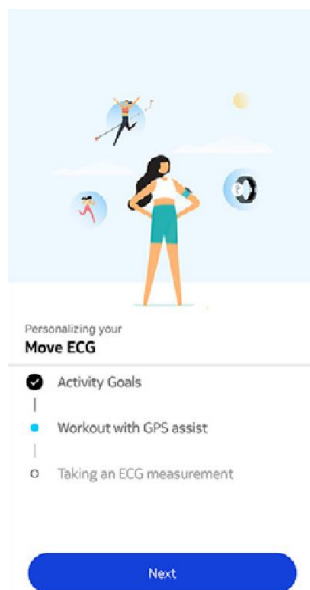 Personalizing your
Move ECG
Activity Goals
Workout with GPS assist
Taking an ECG measurement
Next